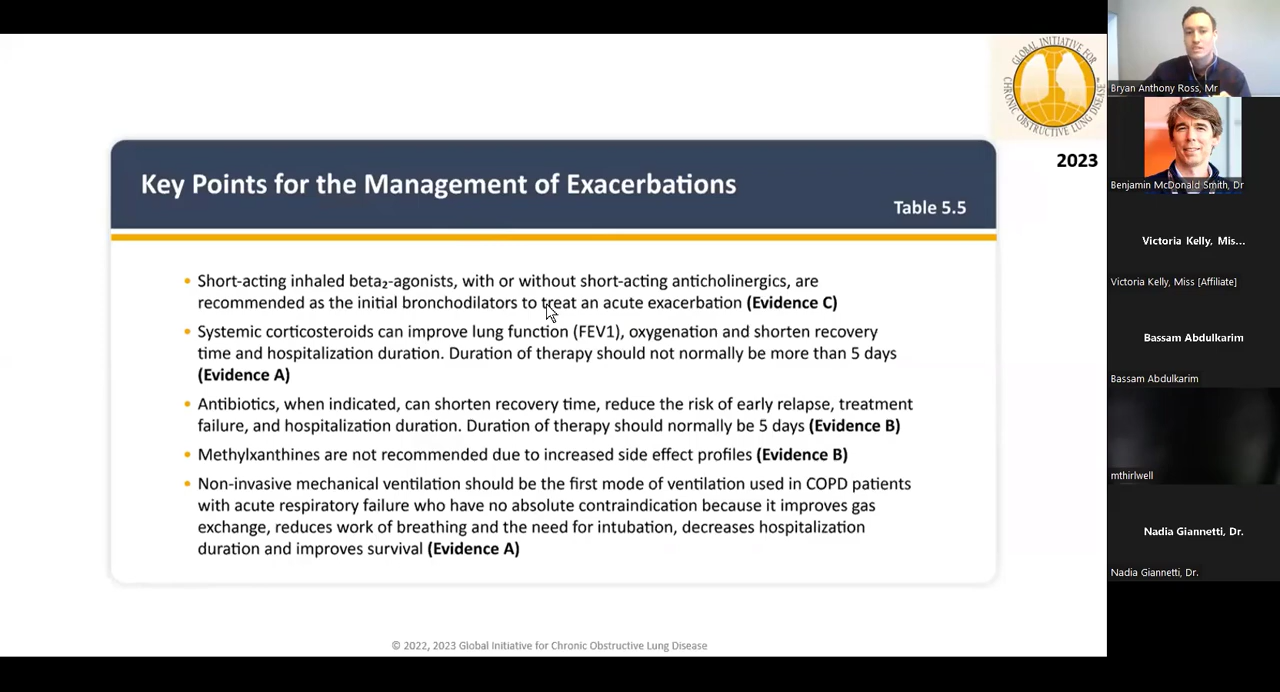 GLOBAL INITIATIVE FOR
CHRONIC OBSTRUCTIVE LUNG DISEASE
2023
Key Points for the Management of Exacerbations
Table 5.5
• Short-acting inhaled beta₂-agonists, with or without short-acting anticholinergics, are
recommended as the initial bronchodilators to treat an acute exacerbation (Evidence C)
• Systemic corticosteroids can improve lung function (FEV1), oxygenation and shorten recovery
time and hospitalization duration. Duration of therapy should not normally be more than 5 days
(Evidence A)
• Antibiotics, when indicated, can shorten recovery time, reduce the risk of early relapse, treatment
failure, and hospitalization duration. Duration of therapy should normally be 5 days (Evidence B)
• Methylxanthines are not recommended due to increased side effect profiles (Evidence B)
• Non-invasive mechanical ventilation should be the first mode of ventilation used in COPD patients
with acute respiratory failure who have no absolute contraindication because it improves gas
exchange, reduces work of breathing and the need for intubation, decreases hospitalization
duration and improves survival (Evidence A)
© 2022, 2023 Global Initiative for Chronic Obstructive Lung Disease
Bryan Anthony Ross, Mr
Benjamin McDonald Smith, Dr
Victoria Kelly, Mis...
Victoria Kelly, Miss [Affiliate]
Bassam Abdulkarim
Bassam Abdulkarim
mthirlwell
Nadia Giannetti, Dr.
Nadia Giannetti, Dr.